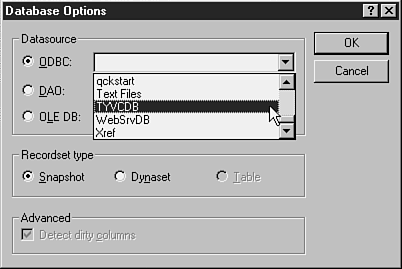 Database Options
Datasource
ODBC:
OK
Cancel
qckstart
DAO:
Text Files
TYVCDB
OLE DB:
WebSrvDB
Xref
Recordset type
Snapshot
Dynaset
Table
Advanced
Detect dirty columns